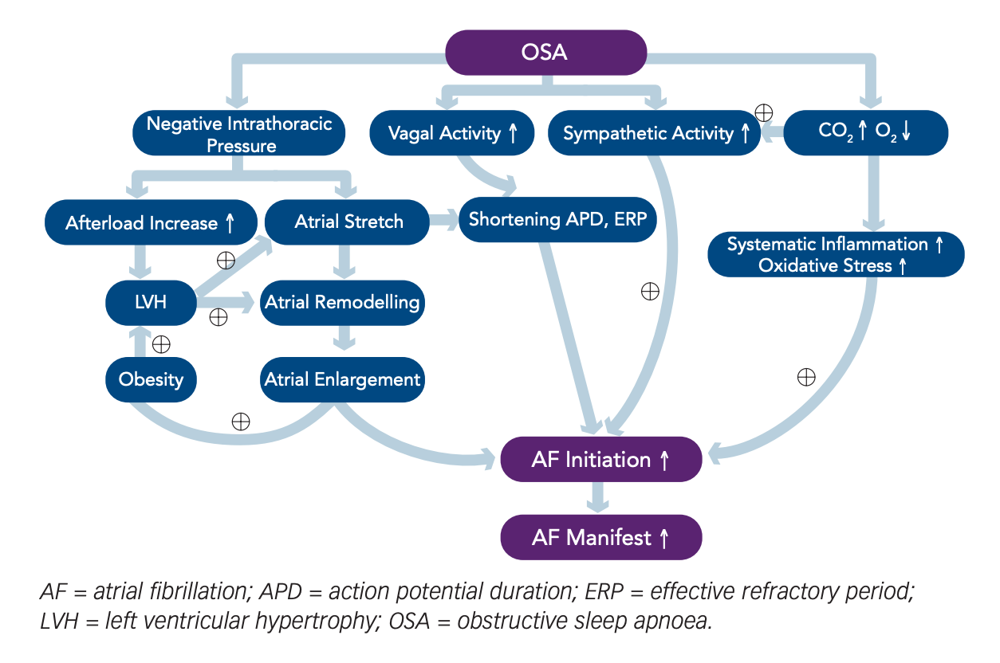 OSA
Negative Intrathoracic
Pressure
Vagal Activity ↑
Sympathetic Activity ↑
CO₂ ↑ O₂ ↓
Afterload Increase ↑
Atrial Stretch
Shortening APD, ERP
Systematic Inflammation ↑
Oxidative Stress ↑
LVH
Atrial Remodelling
Obesity
Atrial Enlargement
AF Initiation ↑
AF Manifest ↑
AF = atrial fibrillation; APD = action potential duration; ERP = effective refractory period;
LVH = left ventricular hypertrophy; OSA = obstructive sleep apnoea.